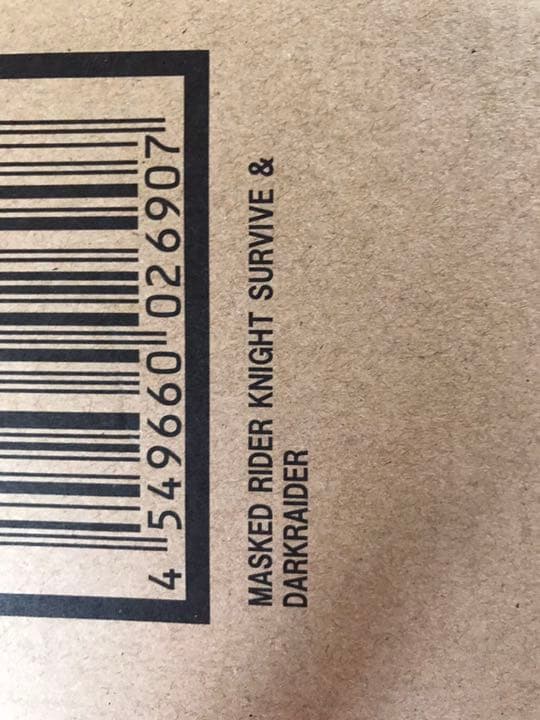 4 549660 026907
MASKED RIDER KNIGHT SURVIVE &
DARKRAIDER